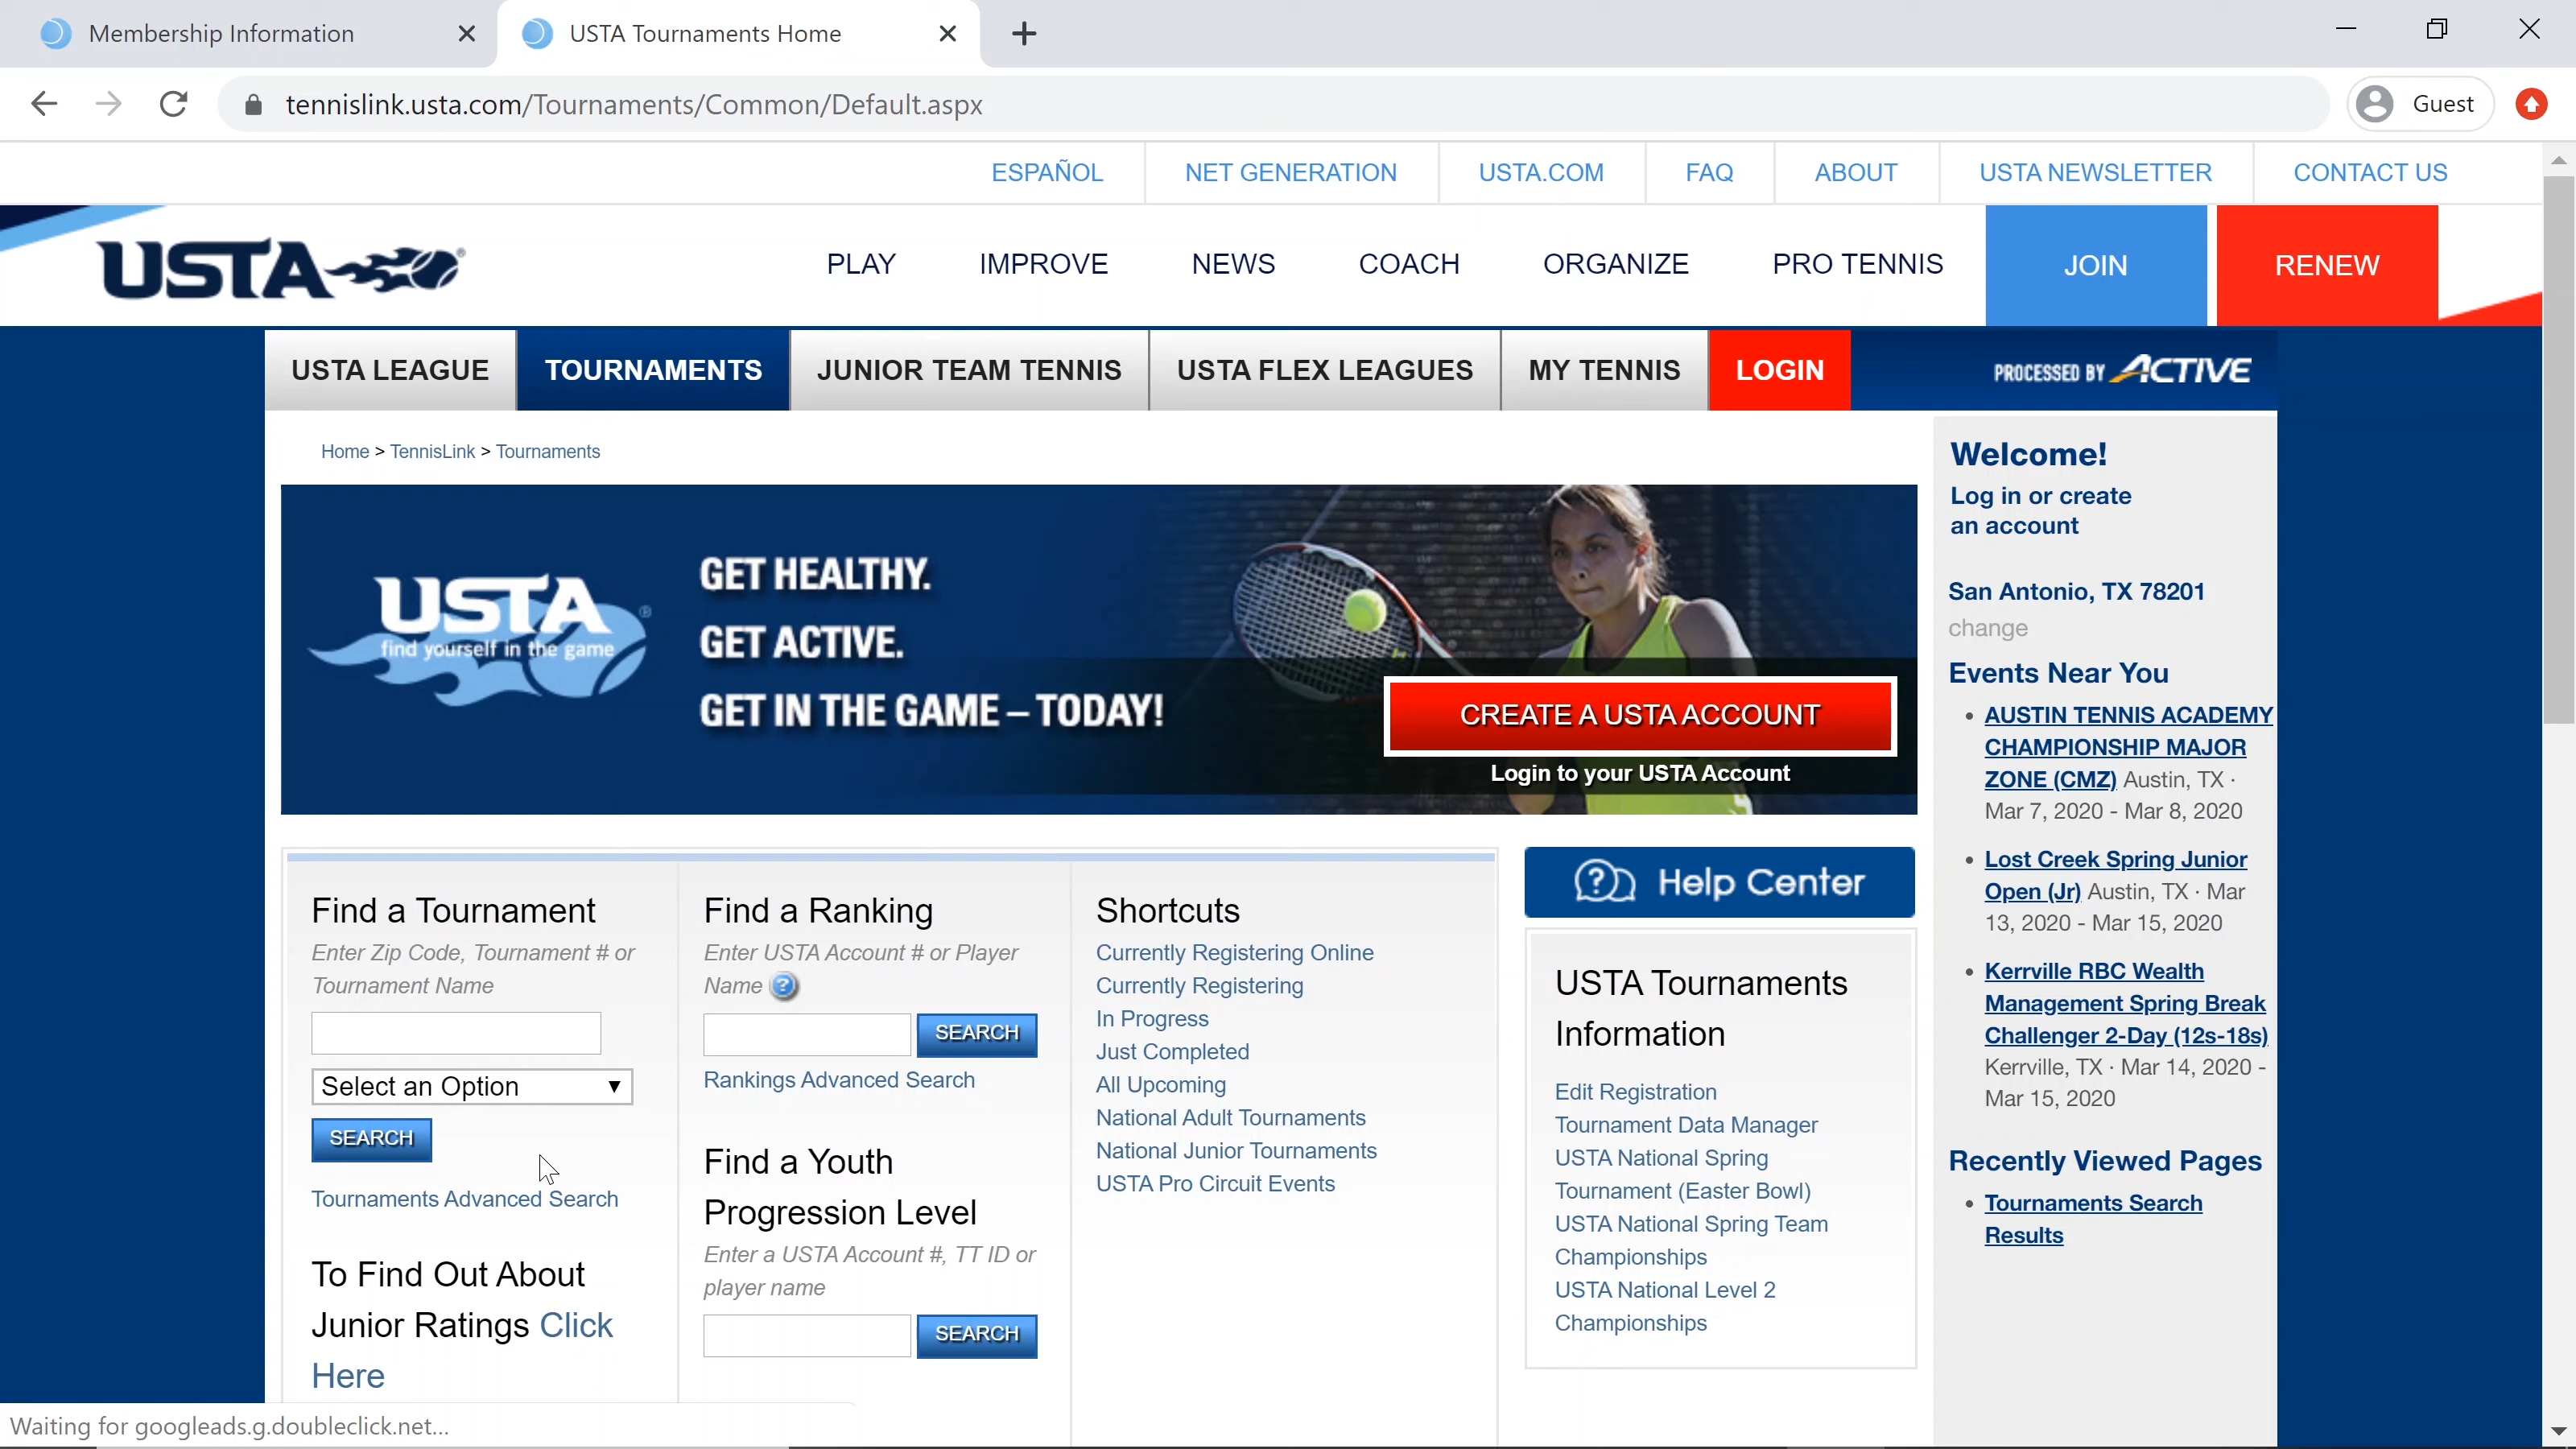 Membership Information
USTA Tournaments Home
tennislink.usta.com/Tournaments/Common/Default.aspx
Guest
ESPAÑOL
NET GENERATION
USTA.COM
FAQ
ABOUT
USTA NEWSLETTER
CONTACT US
USTA
PLAY
IMPROVE
NEWS
COACH
ORGANIZE
PRO TENNIS
JOIN
RENEW
USTA LEAGUE
TOURNAMENTS
JUNIOR TEAM TENNIS
USTA FLEX LEAGUES
MY TENNIS
LOGIN
PROCESSED BY ACTIVE
Home > TennisLink > Tournaments
USTA
find yourself in the game
GET HEALTHY.
GET ACTIVE.
GET IN THE GAME – TODAY!
CREATE A USTA ACCOUNT
Login to your USTA Account
Find a Tournament
Enter Zip Code, Tournament # or
Tournament Name
Select an Option
SEARCH
Tournaments Advanced Search
To Find Out About
Junior Ratings Click
Here
Find a Ranking
Enter USTA Account # or Player
Name ?
SEARCH
Rankings Advanced Search
Find a Youth
Progression Level
Enter a USTA Account #, TT ID or
player name
SEARCH
Shortcuts
Currently Registering Online
Currently Registering
In Progress
Just Completed
All Upcoming
National Adult Tournaments
National Junior Tournaments
USTA Pro Circuit Events
Help Center
USTA Tournaments
Information
Edit Registration
Tournament Data Manager
USTA National Spring
Tournament (Easter Bowl)
USTA National Spring Team
Championships
USTA National Level 2
Championships
Welcome!
Log in or create
an account
San Antonio, TX 78201
change
Events Near You
• AUSTIN TENNIS ACADEMY
CHAMPIONSHIP MAJOR
ZONE (CMZ) Austin, TX ·
Mar 7, 2020 - Mar 8, 2020
• Lost Creek Spring Junior
Open (Jr) Austin, TX · Mar
13, 2020 - Mar 15, 2020
• Kerrville RBC Wealth
Management Spring Break
Challenger 2-Day (12s-18s)
Kerrville, TX · Mar 14, 2020 -
Mar 15, 2020
Recently Viewed Pages
• Tournaments Search
Results
Waiting for googleads.g.doubleclick.net...